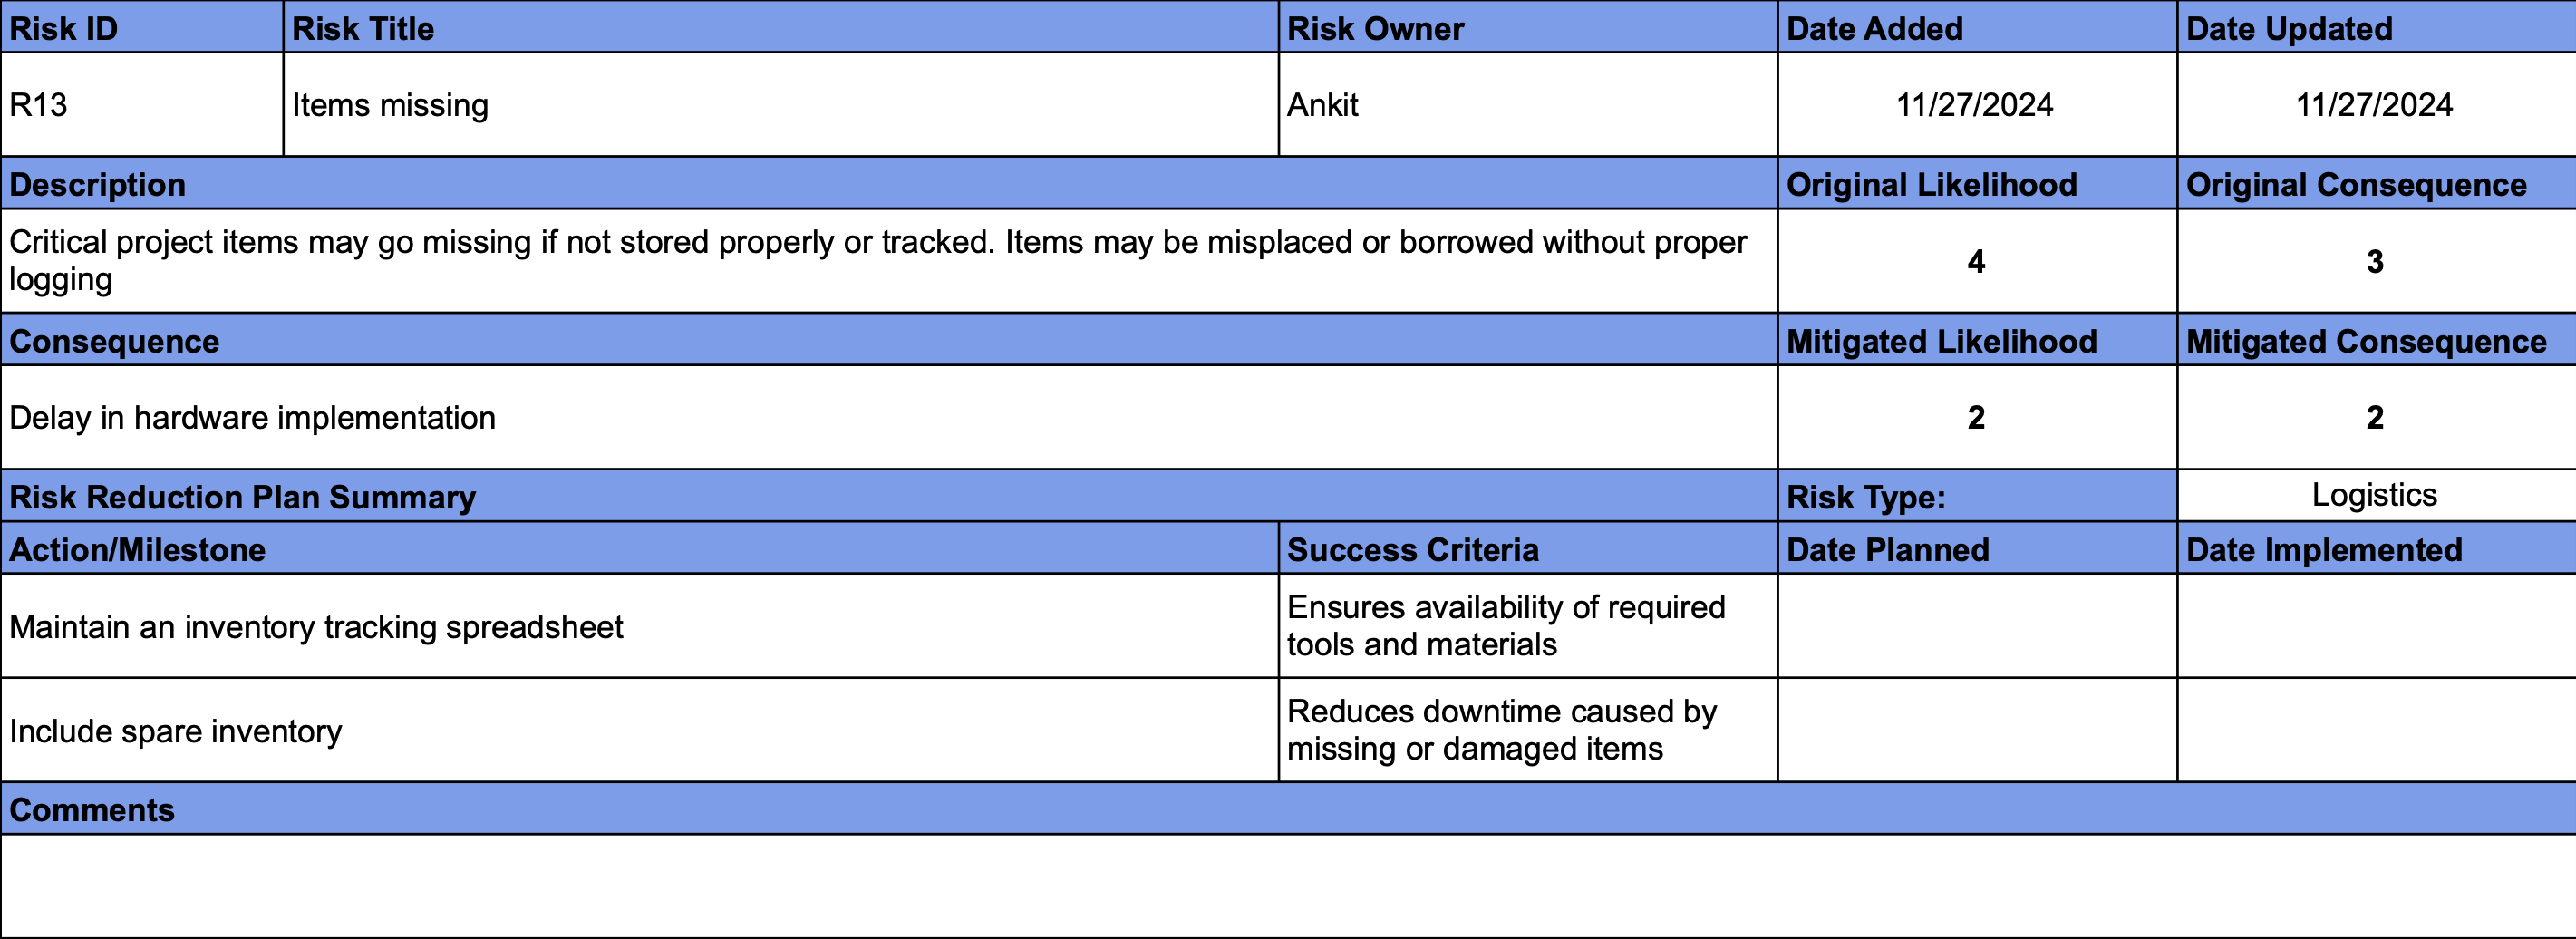 Risk ID Risk Title Risk Owner Date Added Date Updated
R13 Items missing Ankit 11/27/2024 11/27/2024
Description Original Likelihood Original Consequence
Critical project items may go missing if not stored properly or tracked. Items may be misplaced or borrowed without proper
logging
4 3
Consequence Mitigated Likelihood Mitigated Consequence
Delay in hardware implementation 2 2
Risk Reduction Plan Summary Risk Type: Logistics
Action/Milestone Success Criteria Date Planned Date Implemented
Maintain an inventory tracking spreadsheet
Ensures availability of required
tools and materials
Include spare inventory
Reduces downtime caused by
missing or damaged items
Comments